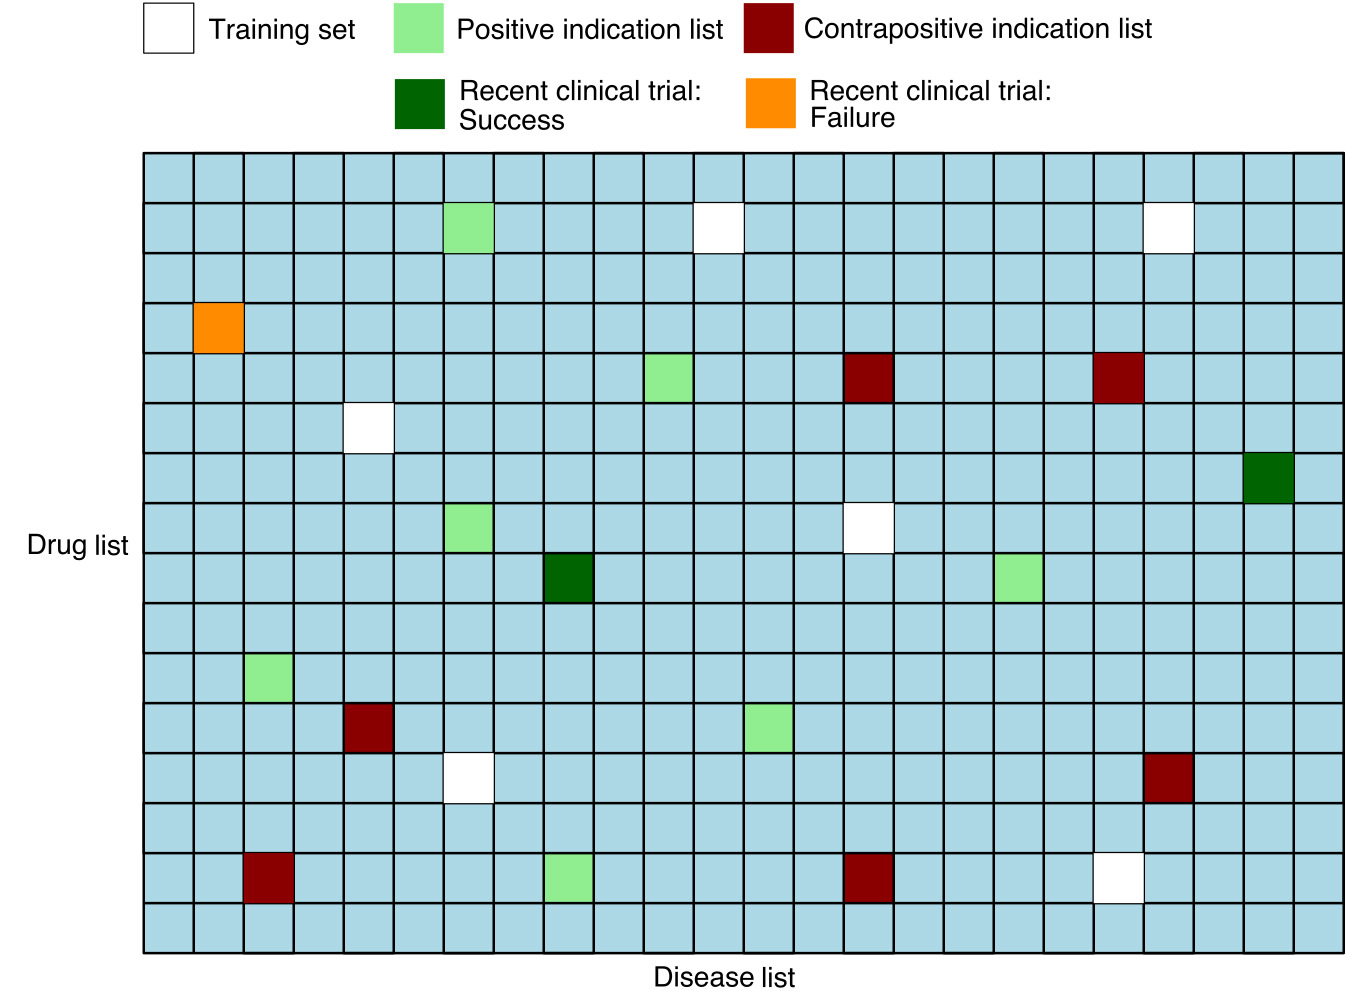 Training set
Positive indication list
Contrapositive indication list
Recent clinical trial:
Success
Recent clinical trial:
Failure
Drug list
Disease list